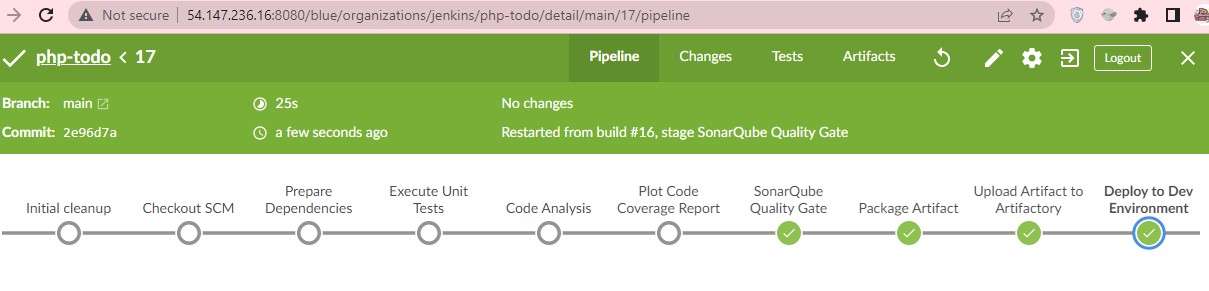 Not secure | 54.147.236.16:8080/blue/organizations/jenkins/php-todo/detail/main/17/pipeline
php-todo < 17 Pipeline Changes Tests Artifacts Logout
Branch: main 25s No changes
Commit: 2e96d7a a few seconds ago Restarted from build #16, stage SonarQube Quality Gate
Initial cleanup
Checkout SCM
Prepare
Dependencies
Execute Unit
Tests
Code Analysis
Plot Code
Coverage Report
SonarQube
Quality Gate
Package Artifact
Upload Artifact to
Artifactory
Deploy to Dev
Environment